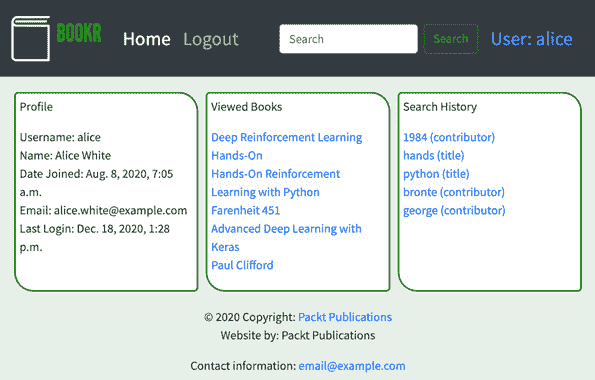 BOOKR
Home
Logout
Search
Search
User: alice
Profile
Username: alice
Name: Alice White
Date Joined: Aug. 8, 2020, 7:05
a.m.
Email: alice.white@example.com
Last Login: Dec. 18, 2020, 1:28
p.m.
Viewed Books
Deep Reinforcement Learning
Hands-On
Hands-On Reinforcement
Learning with Python
Farenheit 451
Advanced Deep Learning with
Keras
Paul Clifford
Search History
1984 (contributor)
hands (title)
python (title)
bronte (contributor)
george (contributor)
© 2020 Copyright: Packt Publications
Website by: Packt Publications
Contact information: email@example.com